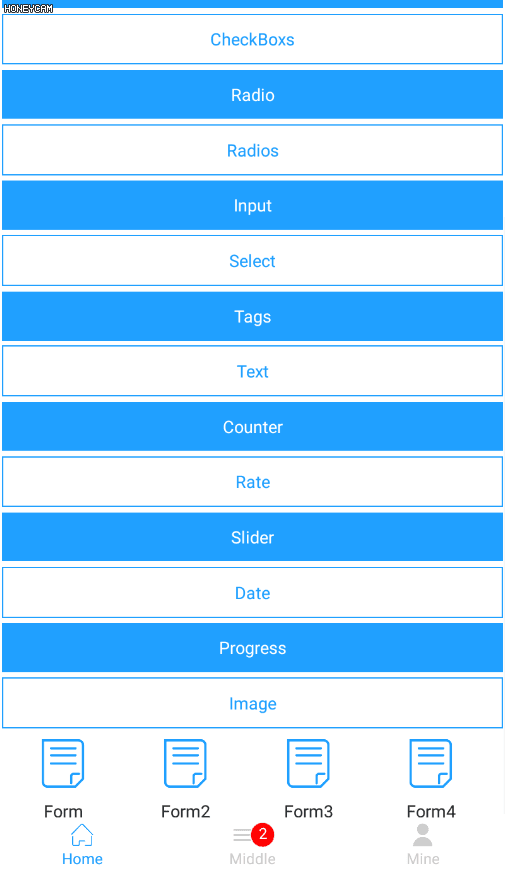 HONEYCAM
CheckBoxs
Radio
Radios
Input
Select
Tags
Text
Counter
Rate
Slider
Date
Progress
Image
Form Form2 Form3 Form4
2
Home Middle Mine